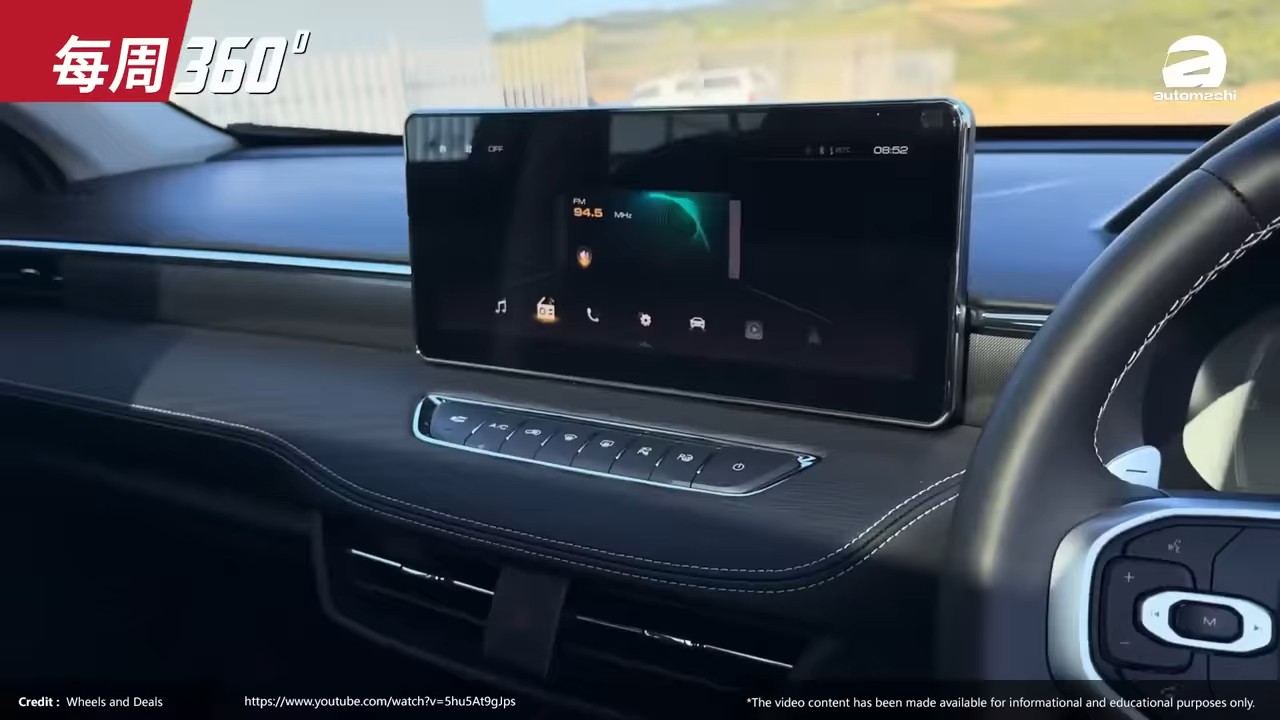 每周360°
automachi
OFF
08:52
FM
94.5 MHz
A/C
+
M
Credit : Wheels and Deals
https://www.youtube.com/watch?v=5hu5At9gJps
*The video content has been made available for informational and educational purposes only.